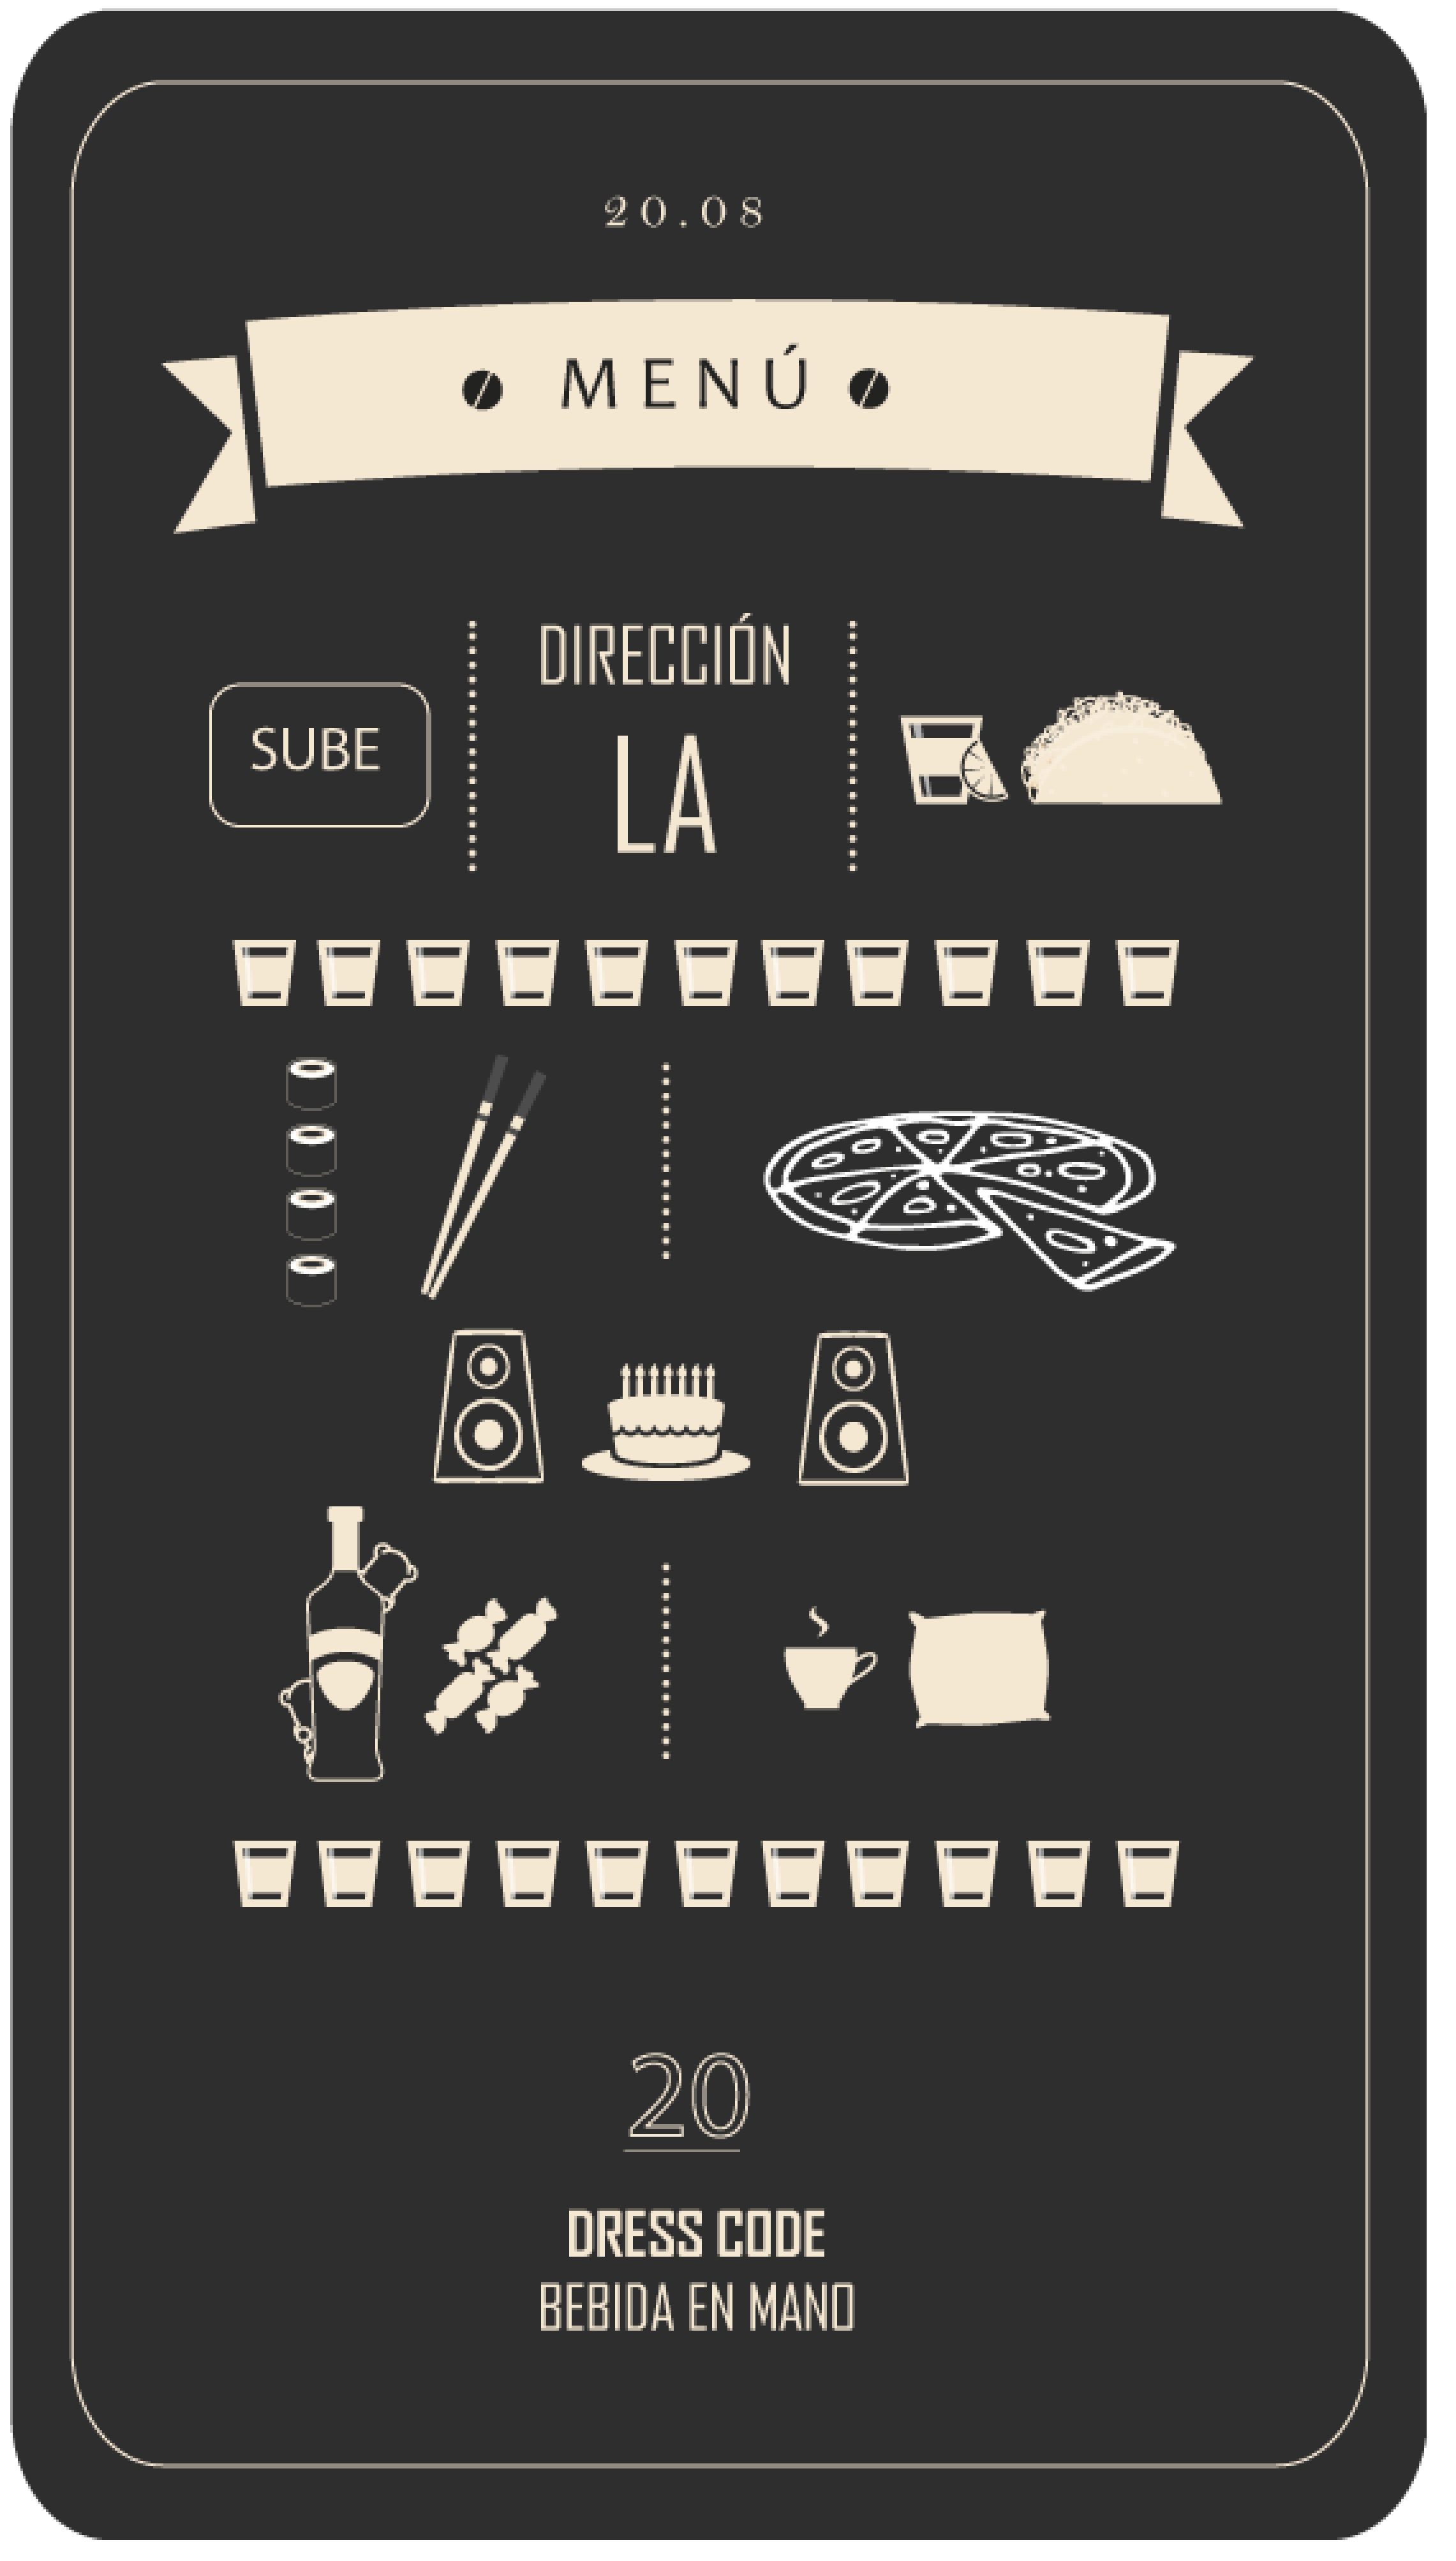 20.08
MENÚ
SUBE
DIRECCIÓN
LA
20
DRESS CODE
BEBIDA EN MANO